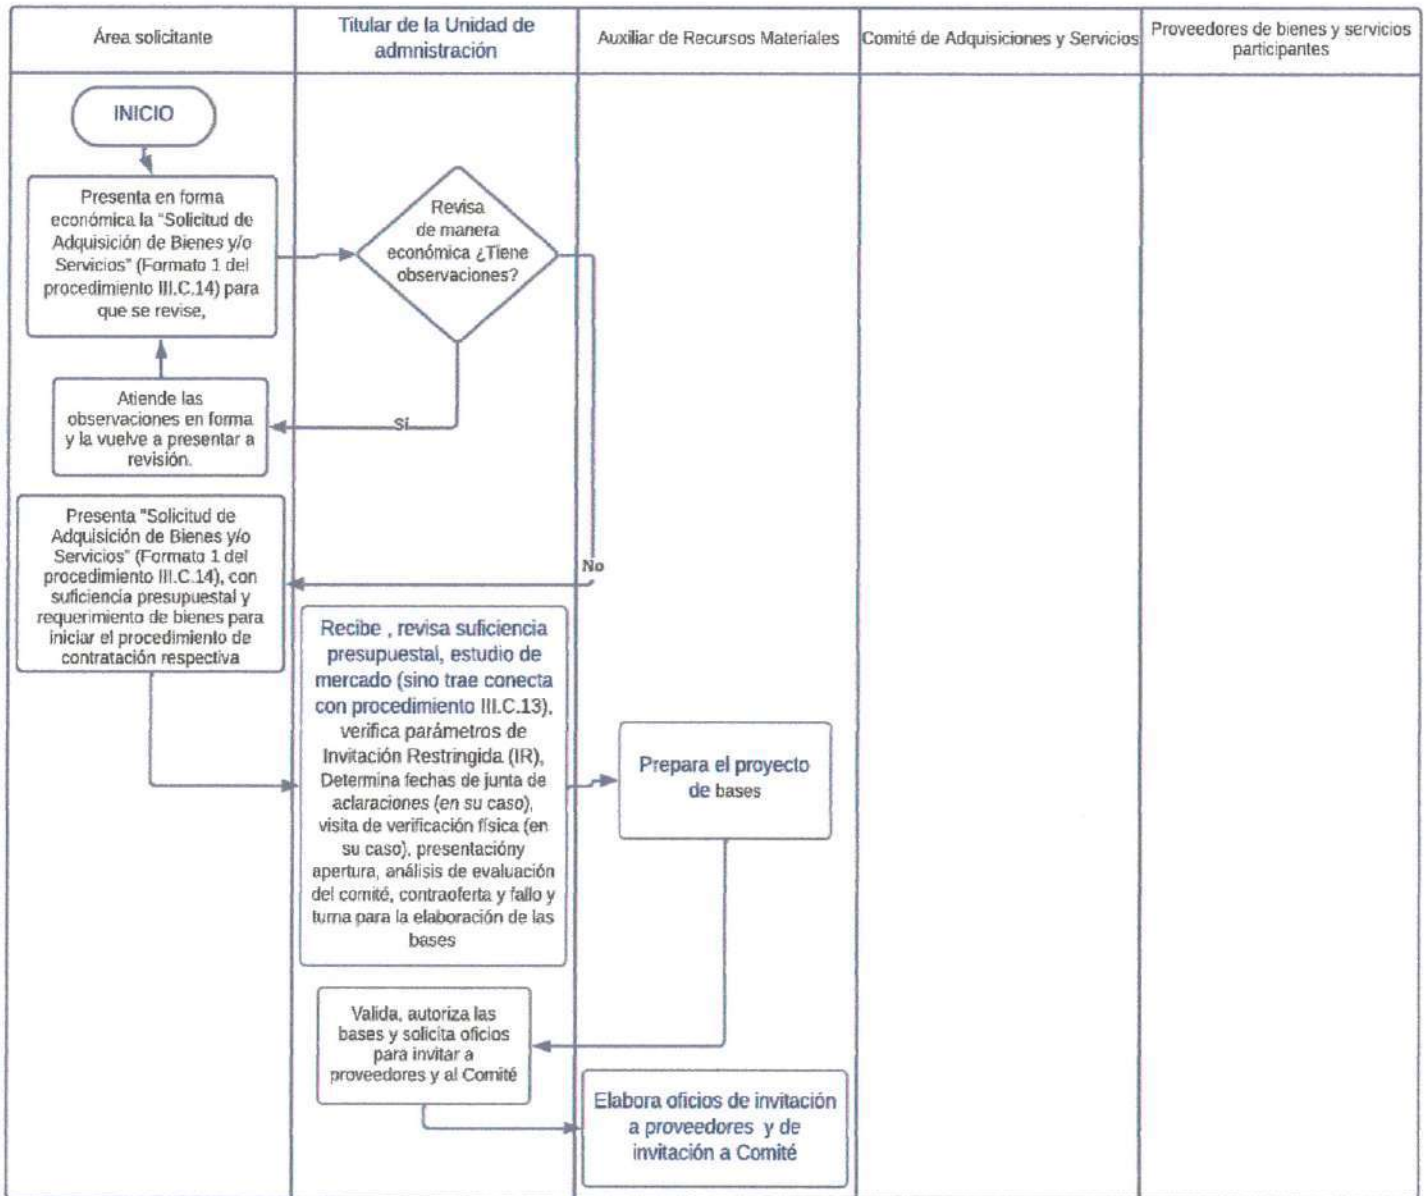 Área solicitante
Titular de la Unidad de
admnistración
Auxiliar de Recursos Materiales
Comité de Adquisiciones y Servicios
Proveedores de bienes y servicios
participantes
INICIO
Presenta en forma
económica la "Solicitud de
Adquisición de Bienes y/o
Servicios" (Formato 1 del
procedimiento III.C.14) para
que se revise,
Revisa
de manera
económica ¿Tiene
observaciones?
Atiende las
observaciones en forma
y la vuelve a presentar a
revisión.
Sí
No
Presenta "Solicitud de
Adquisición de Bienes y/o
Servicios" (Formato 1 del
procedimiento III.C.14), con
suficiencia presupuestal y
requerimiento de bienes para
iniciar el procedimiento de
contratación respectiva
Recibe , revisa suficiencia
presupuestal, estudio de
mercado (sino trae conecta
con procedimiento III.C.13),
verifica parámetros de
Invitación Restringida (IR),
Determina fechas de junta de
aclaraciones (en su caso),
visita de verificación física (en
su caso), presentacióny
apertura, análisis de evaluación
del comité, contraoferta y fallo y
turna para la elaboración de las
bases
Prepara el proyecto
de bases
Valida, autoriza las
bases y solicita oficios
para invitar a
proveedores y al Comité
Elabora oficios de invitación
a proveedores y de
invitación a Comité